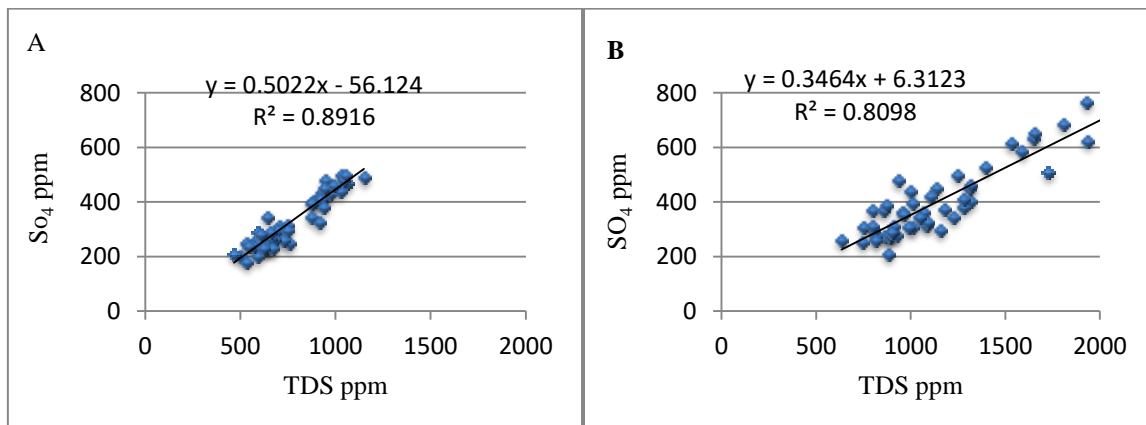 A
y = 0.5022x - 56.124
R² = 0.8916
So₄ ppm
800
600
400
200
0
0 500 1000 1500 2000
TDS ppm
B
y = 0.3464x + 6.3123
R² = 0.8098
SO₄ ppm
800
600
400
200
0
0 500 1000 1500 2000
TDS ppm